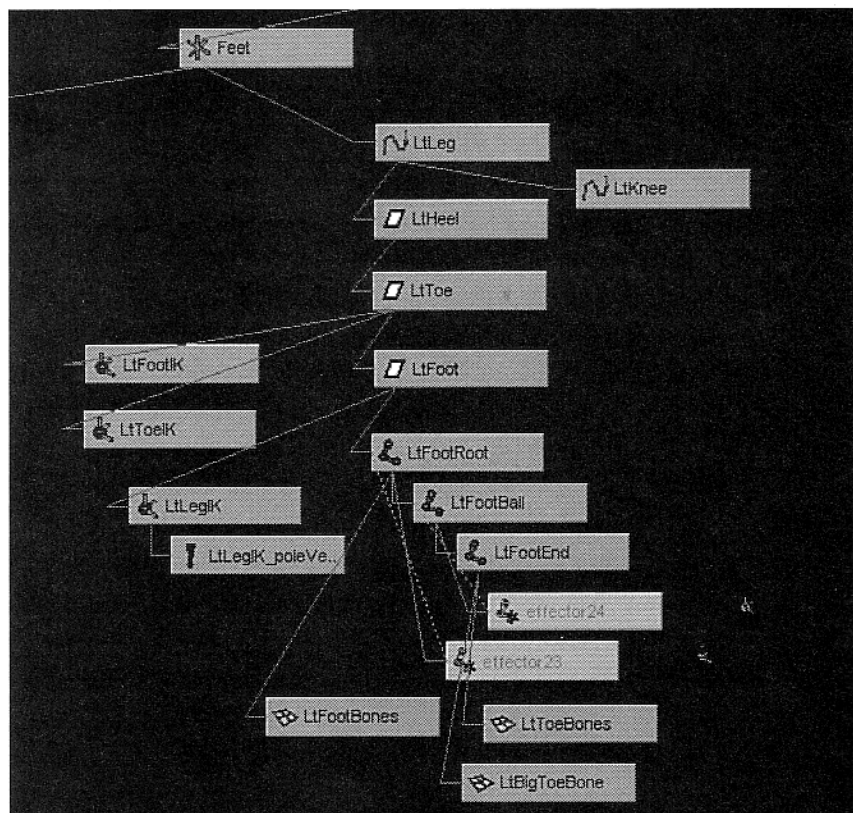 Feet
LtLeg
LtKnee
LtHeel
LtToe
LtFootIK
LtFoot
LtToeIK
LtFootRoot
LtLegIK
LtFootBall
LtLegIK_poleVe..
LtFootEnd
effector24
effector23
LtFootBones
LtToeBones
LtBigToeBone